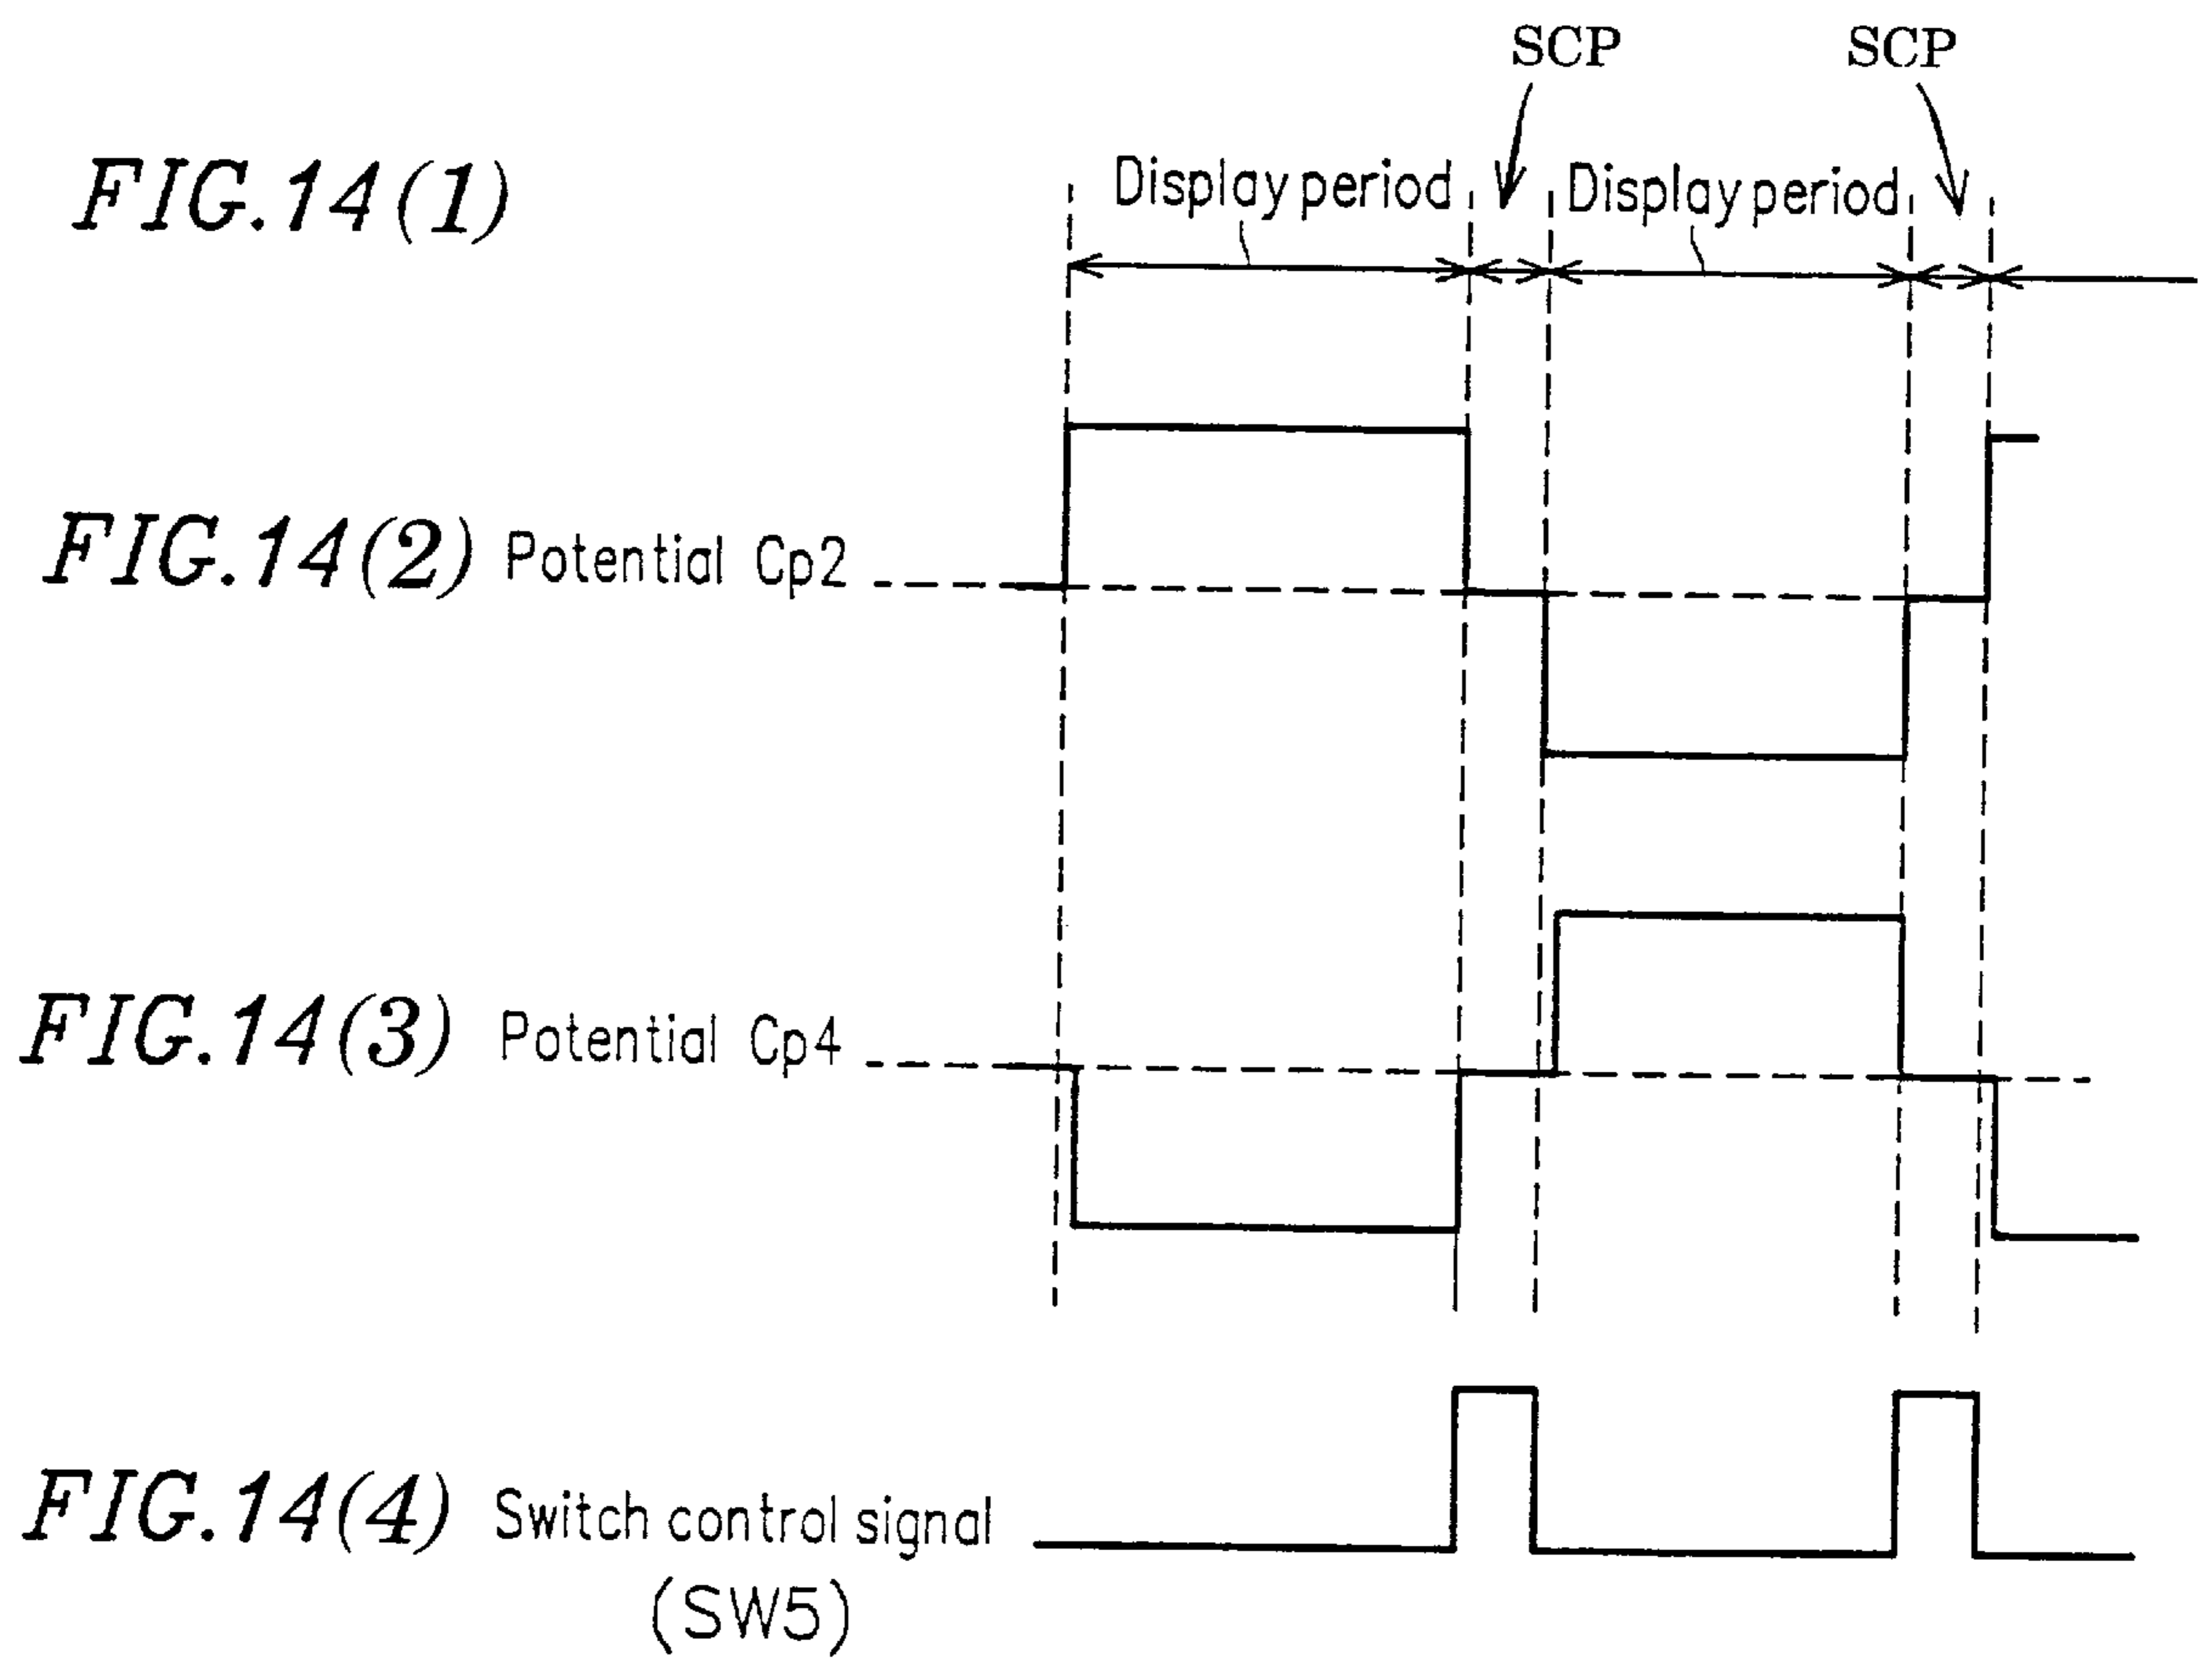 SCP SCP
FIG.14(1) Display period Display period
FIG.14(2) Potential Cp2
FIG.14(3) Potential Cp4
FIG.14(4) Switch control signal
(SW5)